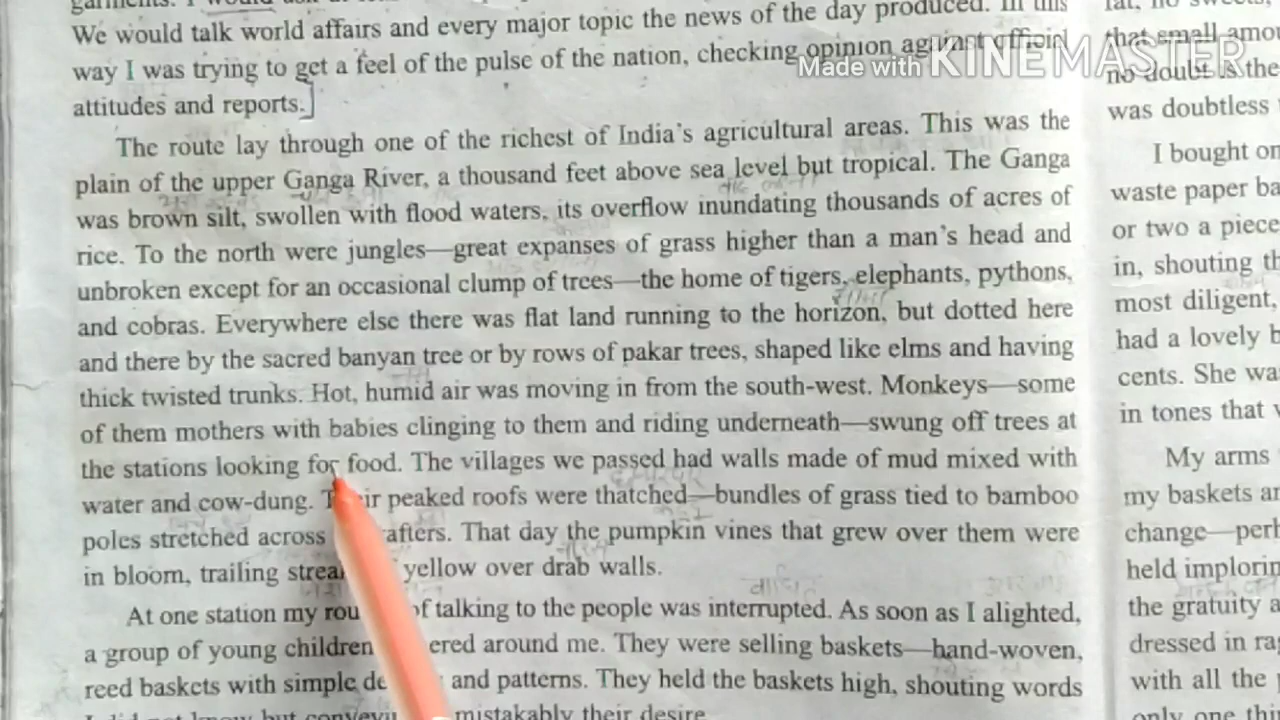 We would talk world affairs and every major topic the news of the day produced. In this
way I was trying to get a feel of the pulse of the nation, checking opinion against official
attitudes and reports.]
The route lay through one of the richest of India's agricultural areas. This was the
plain of the upper Ganga River, a thousand feet above sea level but tropical. The Ganga
was brown silt, swollen with flood waters, its overflow inundating thousands of acres of
rice. To the north were jungles—great expanses of grass higher than a man's head and
unbroken except for an occasional clump of trees—the home of tigers, elephants, pythons,
and cobras. Everywhere else there was flat land running to the horizon, but dotted here
and there by the sacred banyan tree or by rows of pakar trees, shaped like elms and having
thick twisted trunks. Hot, humid air was moving in from the south-west. Monkeys—some
of them mothers with babies clinging to them and riding underneath—swung off trees at
the stations looking for food. The villages we passed had walls made of mud mixed with
water and cow-dung. Their peaked roofs were thatched—bundles of grass tied to bamboo
poles stretched across rafters. That day the pumpkin vines that grew over them were
in bloom, trailing yellow over drab walls.
At one station my of talking to the people was interrupted. As soon as I alighted,
a group of young children ered around me. They were selling baskets—hand-woven,
reed baskets with simple and patterns. They held the baskets high, shouting words
mistakably their desire
Made with KINEMASTER
that small
no doubt is the
was doubtless
I bought
waste paper
or two a piece
in, shouting
most diligent,
had a lovely
cents. She
in tones that
My arms
my baskets
change—
held
the gratuity
dressed in
with all the
only one